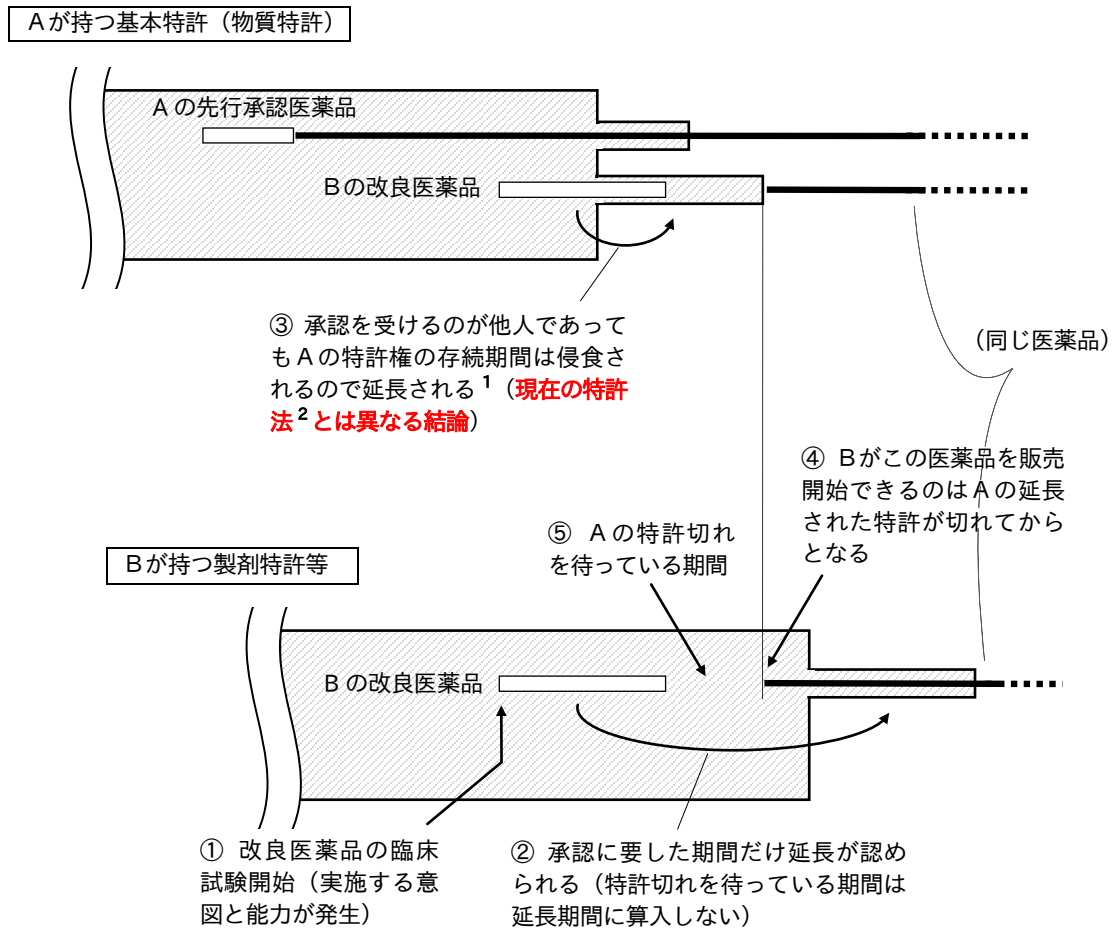 Aが持つ基本特許（物質特許）
Aの先行承認医薬品
Bの改良医薬品
③ 承認を受けるのが他人であって
もAの特許権の存続期間は侵食さ
れるので延長される１（現在の特許
法２とは異なる結論）
（同じ医薬品）
④ Bがこの医薬品を販売
開始できるのはAの延長
された特許が切れてから
となる
⑤ Aの特許切れ
を待っている期間
Bが持つ製剤特許等
Bの改良医薬品
① 改良医薬品の臨床
試験開始（実施する意
図と能力が発生）
② 承認に要した期間だけ延長が認め
られる（特許切れを待っている期間は
延長期間に算入しない）